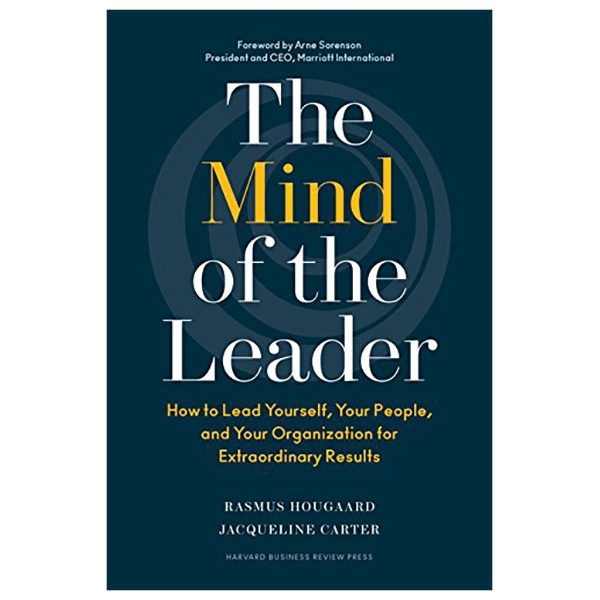 Foreword by Arne Sorenson
President and CEO, Marriott International
The
Mind
of the
Leader
How to Lead Yourself, Your People,
and Your Organization for
Extraordinary Results
RASMUS HOUGAARD
JACQUELINE CARTER
HARVARD BUSINESS REVIEW PRESS